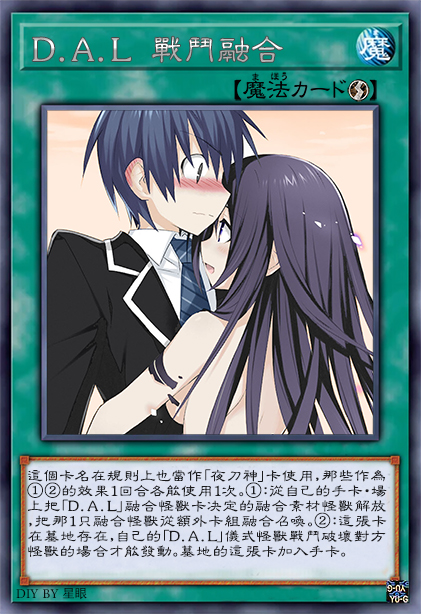 D.A.L 戰鬥融合
魔
【魔法カード】
ま ほう
這個卡名在規則上也當作「夜刀神」卡使用,那些作為
①②的效果1回合各能使用1次。①:從自己的手卡・場
上把「D.A.L」融合怪獸卡決定的融合素材怪獸解放
,把那1只融合怪獸從額外卡組融合召喚。②:這張卡
在墓地存在,自己的「D.A.L」儀式怪獸戰鬥破壞對方
怪獸的場合才能發動。墓地的這張卡加入手卡。
DIY BY 星眼